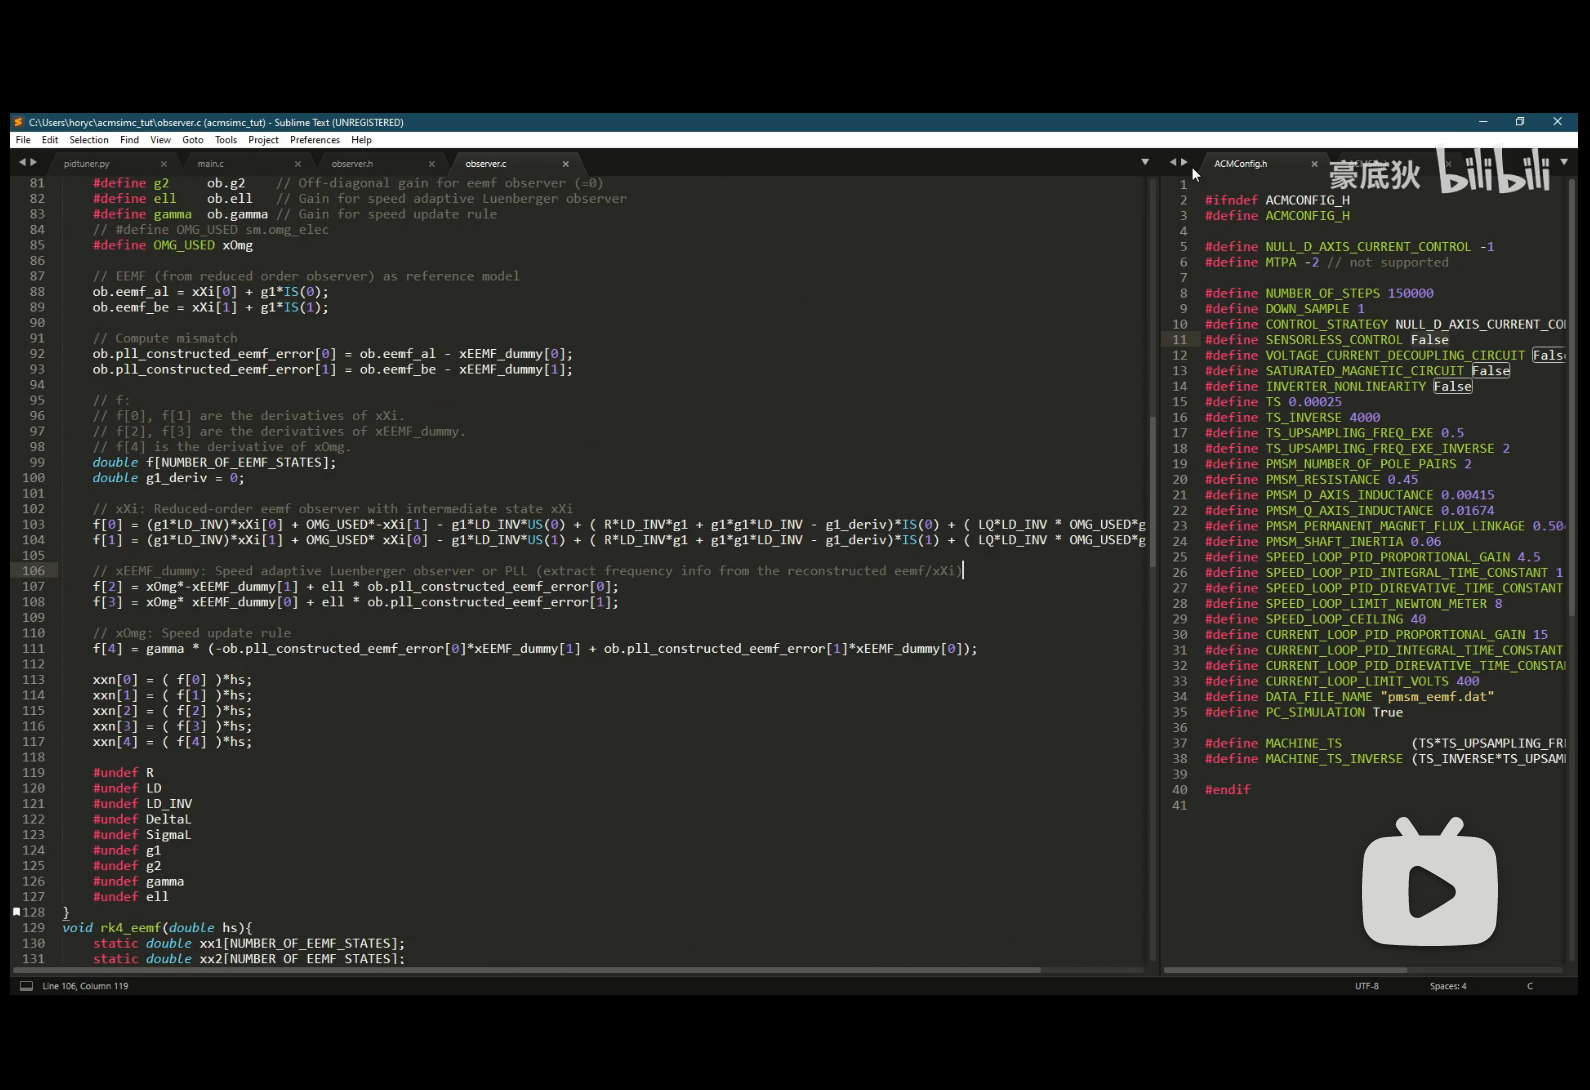 C:\Users\horyc\acmsimc_tut\observer.c (acmsimc_tut) - Sublime Text (UNREGISTERED)
File Edit Selection Find View Goto Tools Project Preferences Help
pidtuner.py main.c observer.h observer.c
81 #define g2 ob.g2 // Off-diagonal gain for eemf observer (=0)
82 #define ell ob.ell // Gain for speed adaptive Luenberger observer
83 #define gamma ob.gamma // Gain for speed update rule
84 // #define OMG_USED sm.omg_elec
85 #define OMG_USED xOmg
86
87 // EEMF (from reduced order observer) as reference model
88 ob.eemf_al = xXi[0] + g1*IS(0);
89 ob.eemf_be = xXi[1] + g1*IS(1);
90
91 // Compute mismatch
92 ob.pll_constructed_eemf_error[0] = ob.eemf_al - xEEMF_dummy[0];
93 ob.pll_constructed_eemf_error[1] = ob.eemf_be - xEEMF_dummy[1];
94
95 // f:
96 // f[0], f[1] are the derivatives of xXi.
97 // f[2], f[3] are the derivatives of xEEMF_dummy.
98 // f[4] is the derivative of xOmg.
99 double f[NUMBER_OF_EEMF_STATES];
100 double g1_deriv = 0;
101
102 // xXi: Reduced-order eemf observer with intermediate state xXi
103 f[0] = (g1*LD_INV)*xXi[0] + OMG_USED*-xXi[1] - g1*LD_INV*US(0) + ( R*LD_INV*g1 + g1*g1*LD_INV - g1_deriv)*IS(0) + ( LQ*LD_INV * OMG_USED*g
104 f[1] = (g1*LD_INV)*xXi[1] + OMG_USED* xXi[0] - g1*LD_INV*US(1) + ( R*LD_INV*g1 + g1*g1*LD_INV - g1_deriv)*IS(1) + ( LQ*LD_INV * OMG_USED*g
105
106 // xEEMF_dummy: Speed adaptive Luenberger observer or PLL (extract frequency info from the reconstructed eemf/xXi)
107 f[2] = xOmg*-xEEMF_dummy[1] + ell * ob.pll_constructed_eemf_error[0];
108 f[3] = xOmg* xEEMF_dummy[0] + ell * ob.pll_constructed_eemf_error[1];
109
110 // xOmg: Speed update rule
111 f[4] = gamma * (-ob.pll_constructed_eemf_error[0]*xEEMF_dummy[1] + ob.pll_constructed_eemf_error[1]*xEEMF_dummy[0]);
112
113 xxn[0] = ( f[0] )*hs;
114 xxn[1] = ( f[1] )*hs;
115 xxn[2] = ( f[2] )*hs;
116 xxn[3] = ( f[3] )*hs;
117 xxn[4] = ( f[4] )*hs;
118
119 #undef R
120 #undef LD
121 #undef LD_INV
122 #undef DeltaL
123 #undef SigmaL
124 #undef g1
125 #undef g2
126 #undef gamma
127 #undef ell
128 }
129 void rk4_eemf(double hs){
130 static double xx1[NUMBER_OF_EEMF_STATES];
131 static double xx2[NUMBER_OF_EEMF_STATES];
ACMConfig.h
豪底狄 bilibili
1
2 #ifndef ACMCONFIG_H
3 #define ACMCONFIG_H
4
5 #define NULL_D_AXIS_CURRENT_CONTROL -1
6 #define MTPA -2 // not supported
7
8 #define NUMBER_OF_STEPS 150000
9 #define DOWN_SAMPLE 1
10 #define CONTROL_STRATEGY NULL_D_AXIS_CURRENT_CO
11 #define SENSORLESS_CONTROL False
12 #define VOLTAGE_CURRENT_DECOUPLING_CIRCUIT Fals
13 #define SATURATED_MAGNETIC_CIRCUIT False
14 #define INVERTER_NONLINEARITY False
15 #define TS 0.00025
16 #define TS_INVERSE 4000
17 #define TS_UPSAMPLING_FREQ_EXE 0.5
18 #define TS_UPSAMPLING_FREQ_EXE_INVERSE 2
19 #define PMSM_NUMBER_OF_POLE_PAIRS 2
20 #define PMSM_RESISTANCE 0.45
21 #define PMSM_D_AXIS_INDUCTANCE 0.00415
22 #define PMSM_Q_AXIS_INDUCTANCE 0.01674
23 #define PMSM_PERMANENT_MAGNET_FLUX_LINKAGE 0.504
24 #define PMSM_SHAFT_INERTIA 0.06
25 #define SPEED_LOOP_PID_PROPORTIONAL_GAIN 4.5
26 #define SPEED_LOOP_PID_INTEGRAL_TIME_CONSTANT 1
27 #define SPEED_LOOP_PID_DIREVATIVE_TIME_CONSTANT
28 #define SPEED_LOOP_LIMIT_NEWTON_METER 8
29 #define SPEED_LOOP_CEILING 40
30 #define CURRENT_LOOP_PID_PROPORTIONAL_GAIN 15
31 #define CURRENT_LOOP_PID_INTEGRAL_TIME_CONSTANT
32 #define CURRENT_LOOP_PID_DIREVATIVE_TIME_CONSTA
33 #define CURRENT_LOOP_LIMIT_VOLTS 400
34 #define DATA_FILE_NAME "pmsm_eemf.dat"
35 #define PC_SIMULATION True
36
37 #define MACHINE_TS (TS*TS_UPSAMPLING_FR
38 #define MACHINE_TS_INVERSE (TS_INVERSE*TS_UPSAM
39
40 #endif
41
Line 106, Column 119
UTF-8 Spaces: 4 C